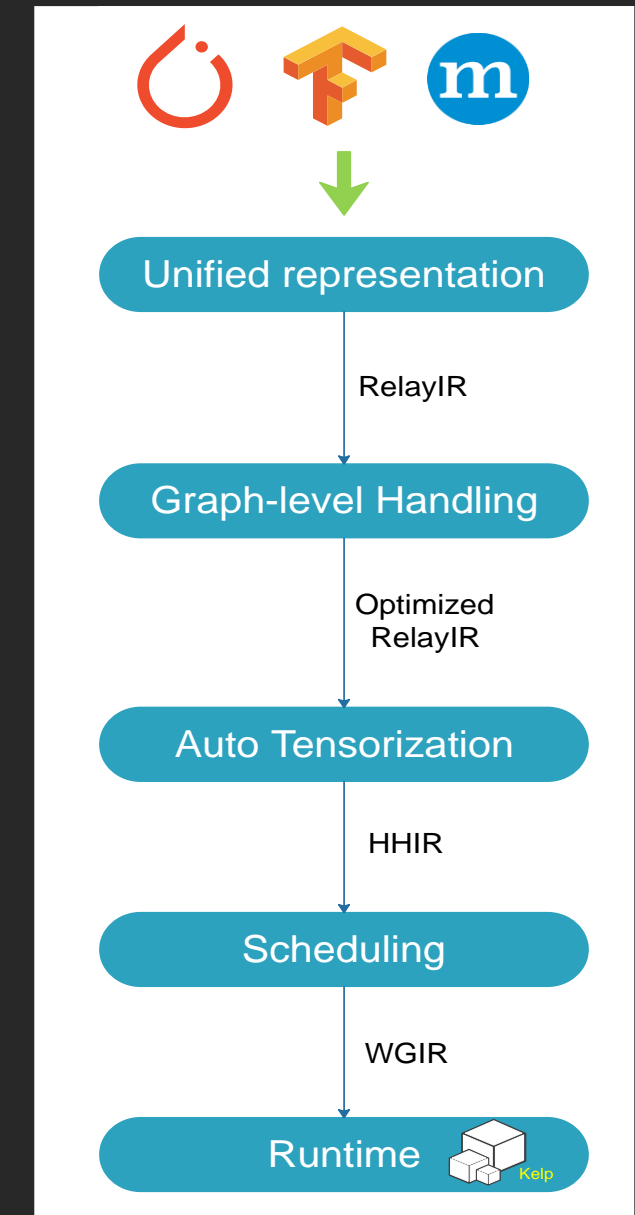 m
Unified representation
RelayIR
Graph-level Handling
Optimized
RelayIR
Auto Tensorization
HHIR
Scheduling
WGIR
Runtime
Kelp